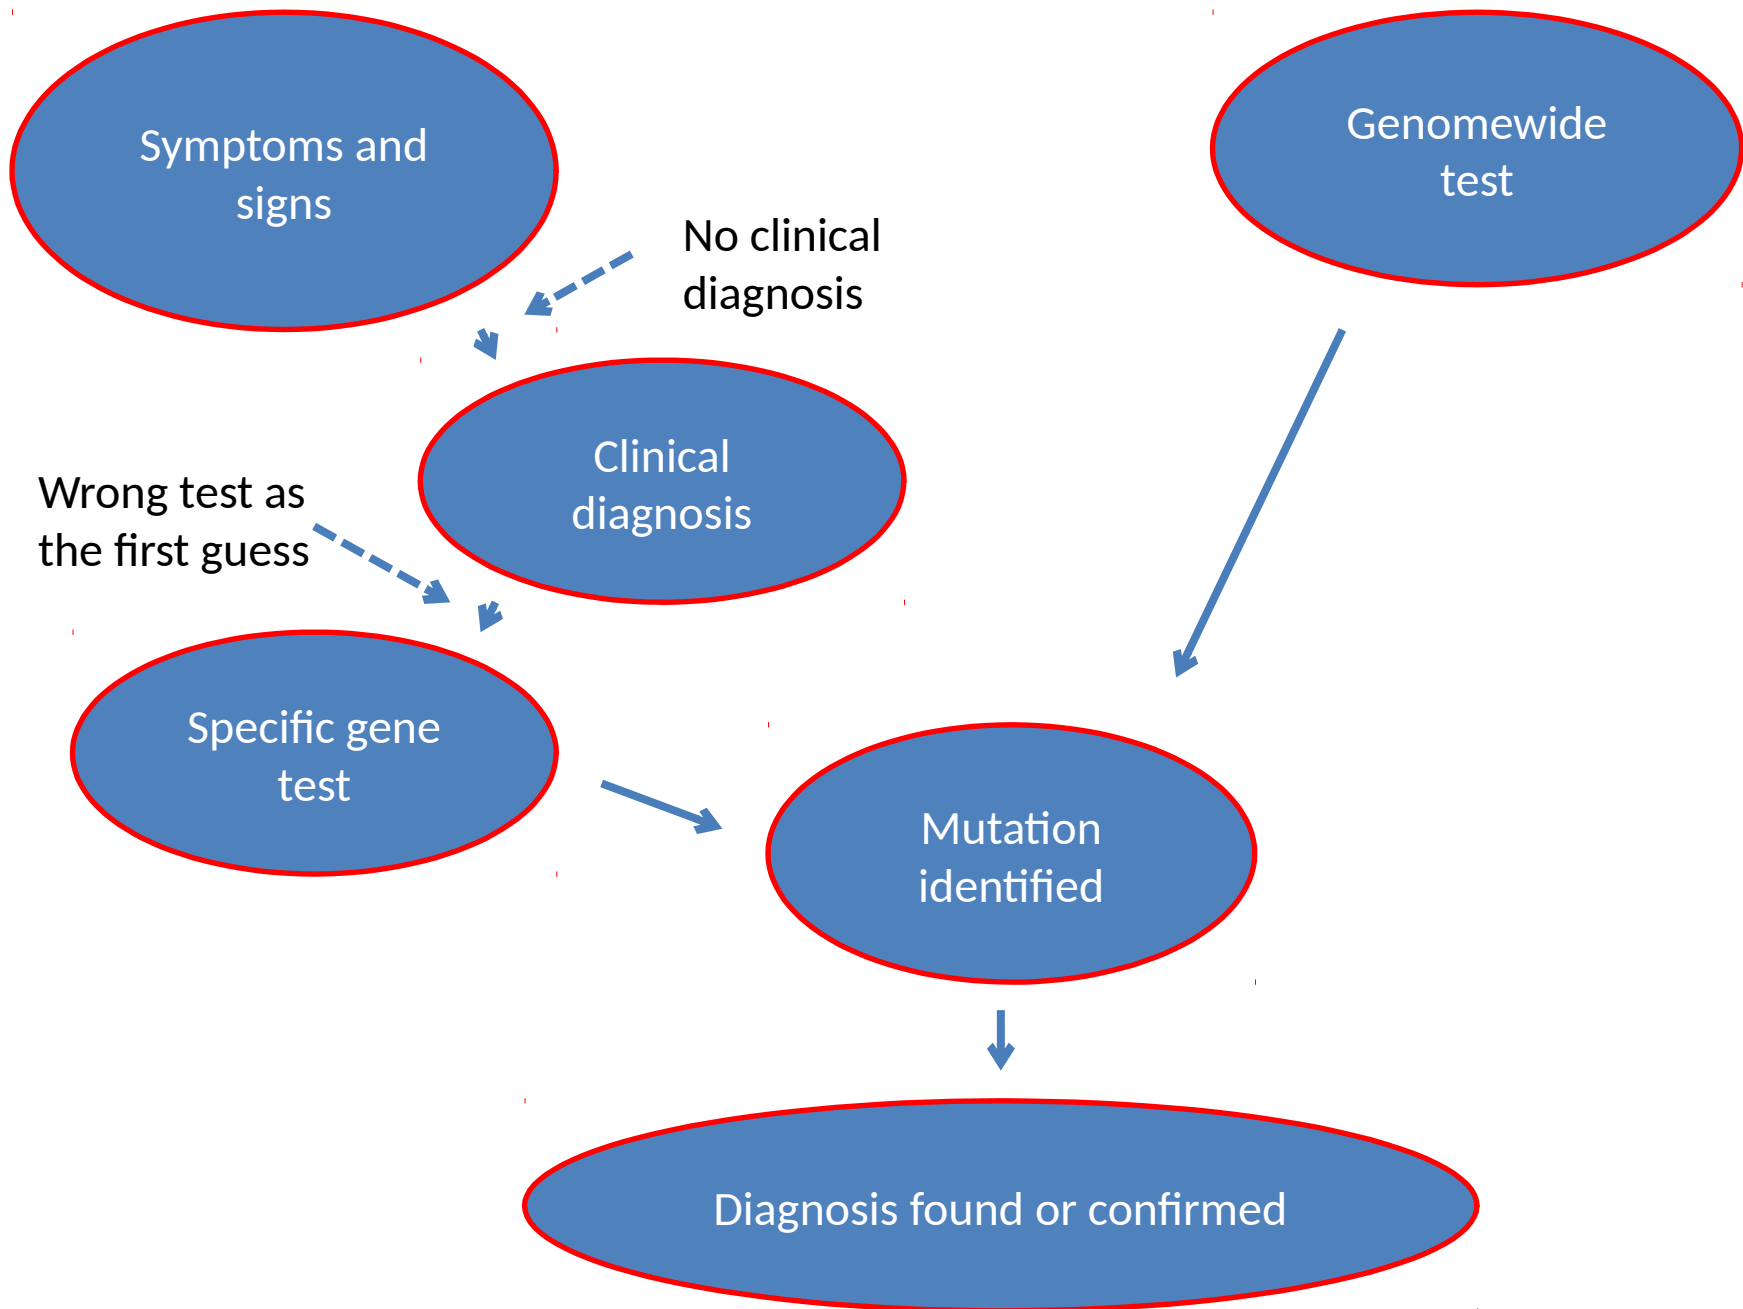 Symptoms and
signs
Genomewide
test
No clinical
diagnosis
Clinical
diagnosis
Wrong test as
the first guess
Specific gene
test
Mutation
identified
Diagnosis found or confirmed